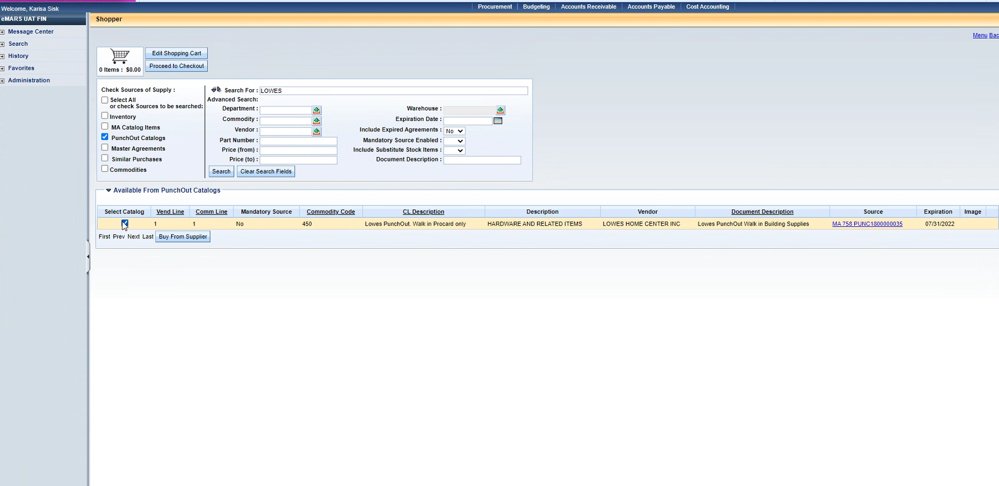 Procurement Budgeting Accounts Receivable Accounts Payable Cost Accounting
Welcome, Karisa Sisk
eMARS UAT FIN
Shopper
Message Center
Menu Bac
Search
History
Favorites
Administration
Edit Shopping Cart
Proceed to Checkout
0 Items : $0.00
Check Sources of Supply :
Select All
or check Sources to be searched:
Inventory
MA Catalog Items
PunchOut Catalogs
Master Agreements
Similar Purchases
Commodities
Search For : LOWES
Advanced Search:
Department :
Commodity :
Vendor :
Part Number :
Price (from) :
Price (to) :
Warehouse :
Expiration Date :
Include Expired Agreements : No
Mandatory Source Enabled :
Include Substitute Stock Items :
Document Description :
Search Clear Search Fields
Available From PunchOut Catalogs
Select Catalog Vend Line Comm Line Mandatory Source Commodity Code CL Description Description Vendor Document Description Source Expiration Image
1 1 No 450 Lowes PunchOut. Walk in Procard only HARDWARE AND RELATED ITEMS LOWES HOME CENTER INC Lowes PunchOut Walk in Building Supplies MA 758 PUNC1800000035 07/31/2022
First Prev Next Last Buy From Supplier